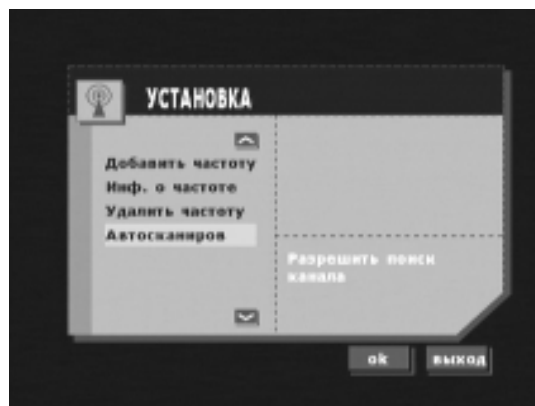 УСТАНОВКА
Добавить частоту
Инф. о частоте
Удалить частоту
Автосканиров
Разрешить поиск
канала
ok
выход